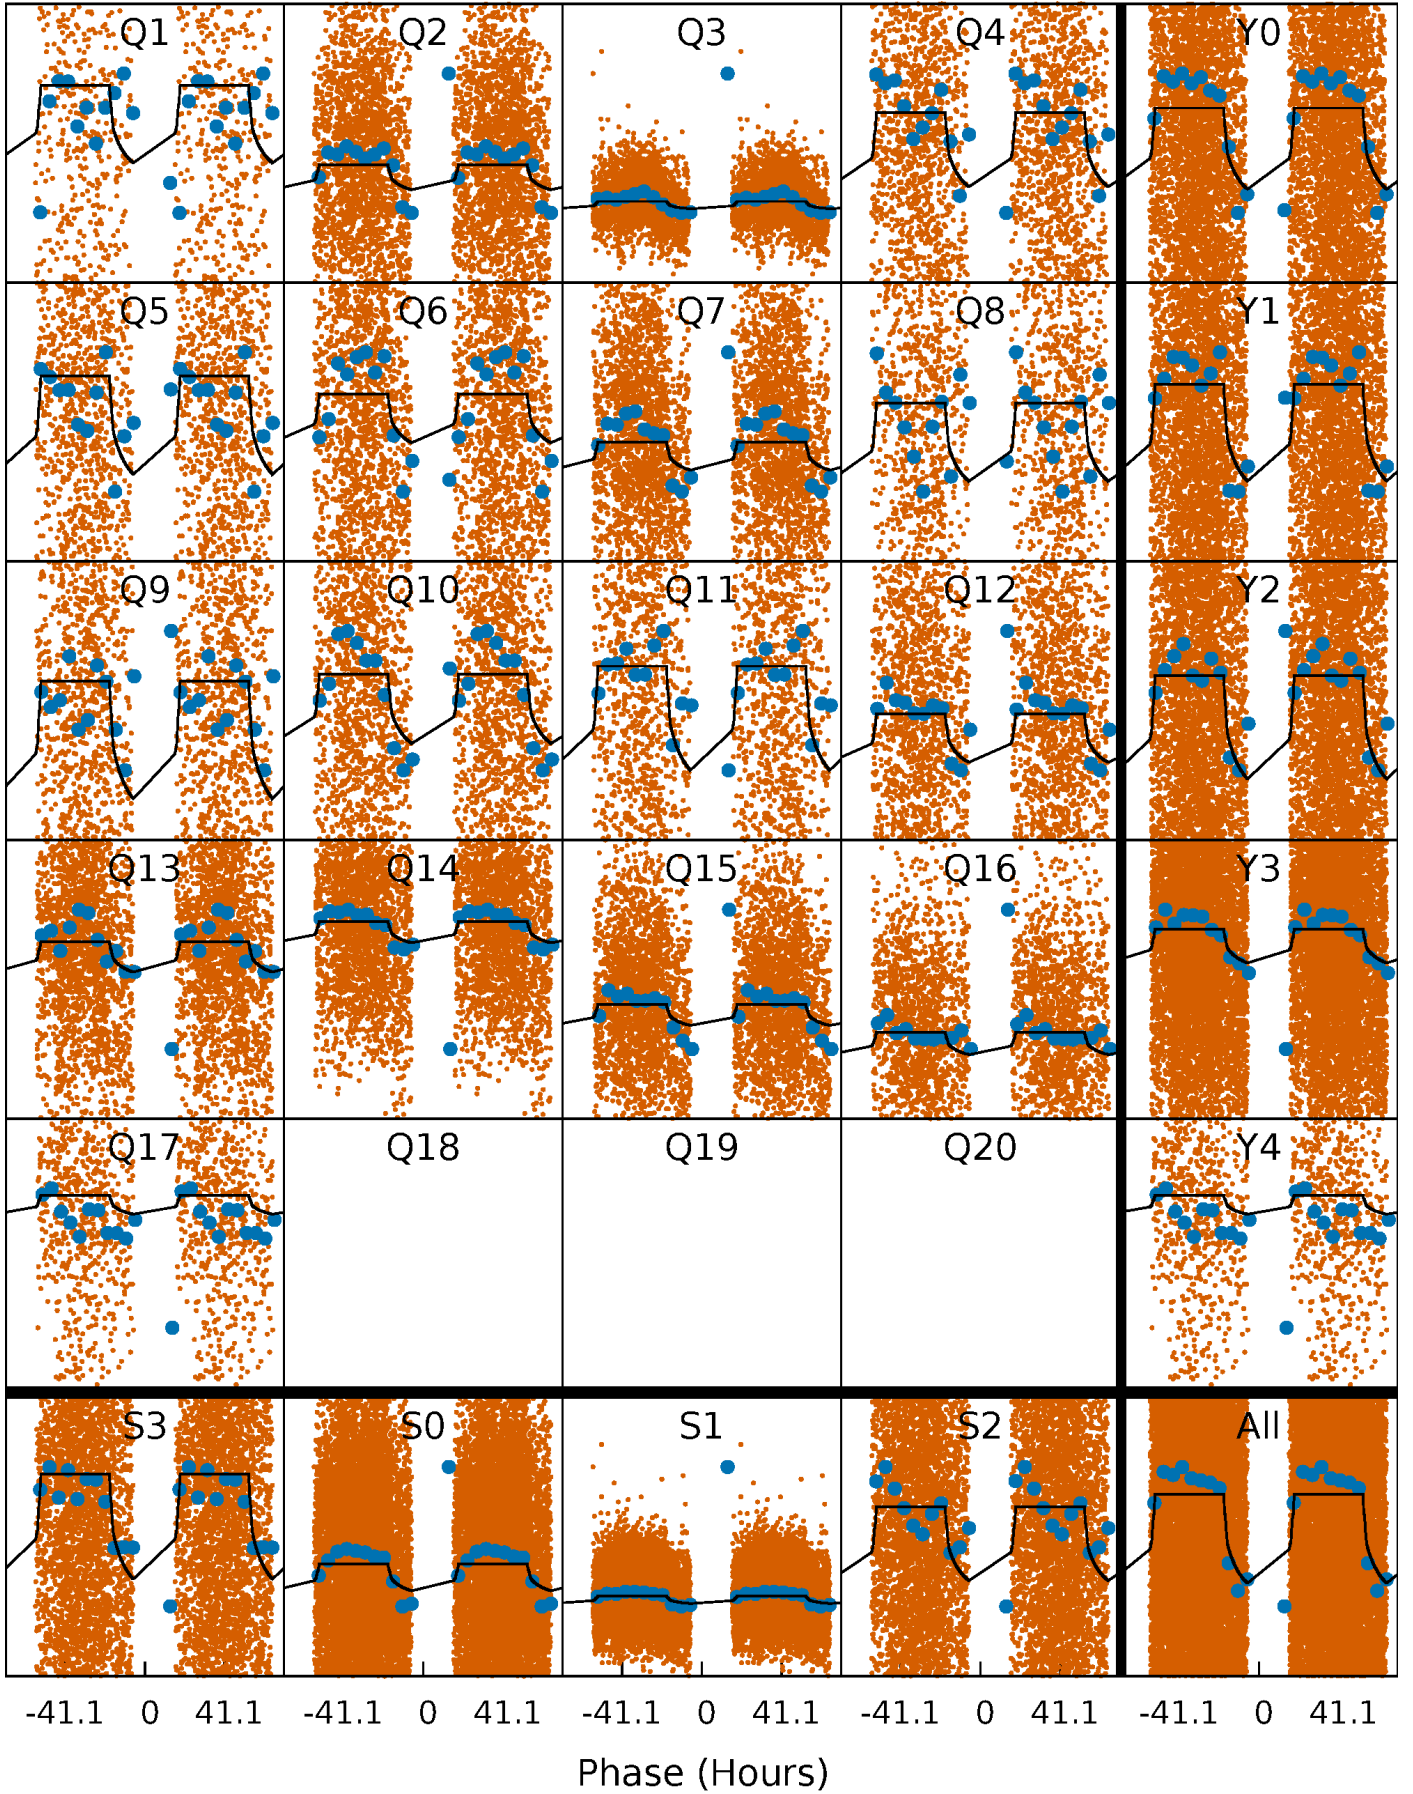 Q1 Q2 Q3 Q4 Y0
Q5 Q6 Q7 Q8 Y1
Q9 Q10 Q11 Q12 Y2
Q13 Q14 Q15 Q16 Y3
Q17 Q18 Q19 Q20 Y4
S3 S0 S1 S2 All
-41.1 0 41.1 -41.1 0 41.1 -41.1 0 41.1 -41.1 0 41.1 -41.1 0 41.1
Phase (Hours)